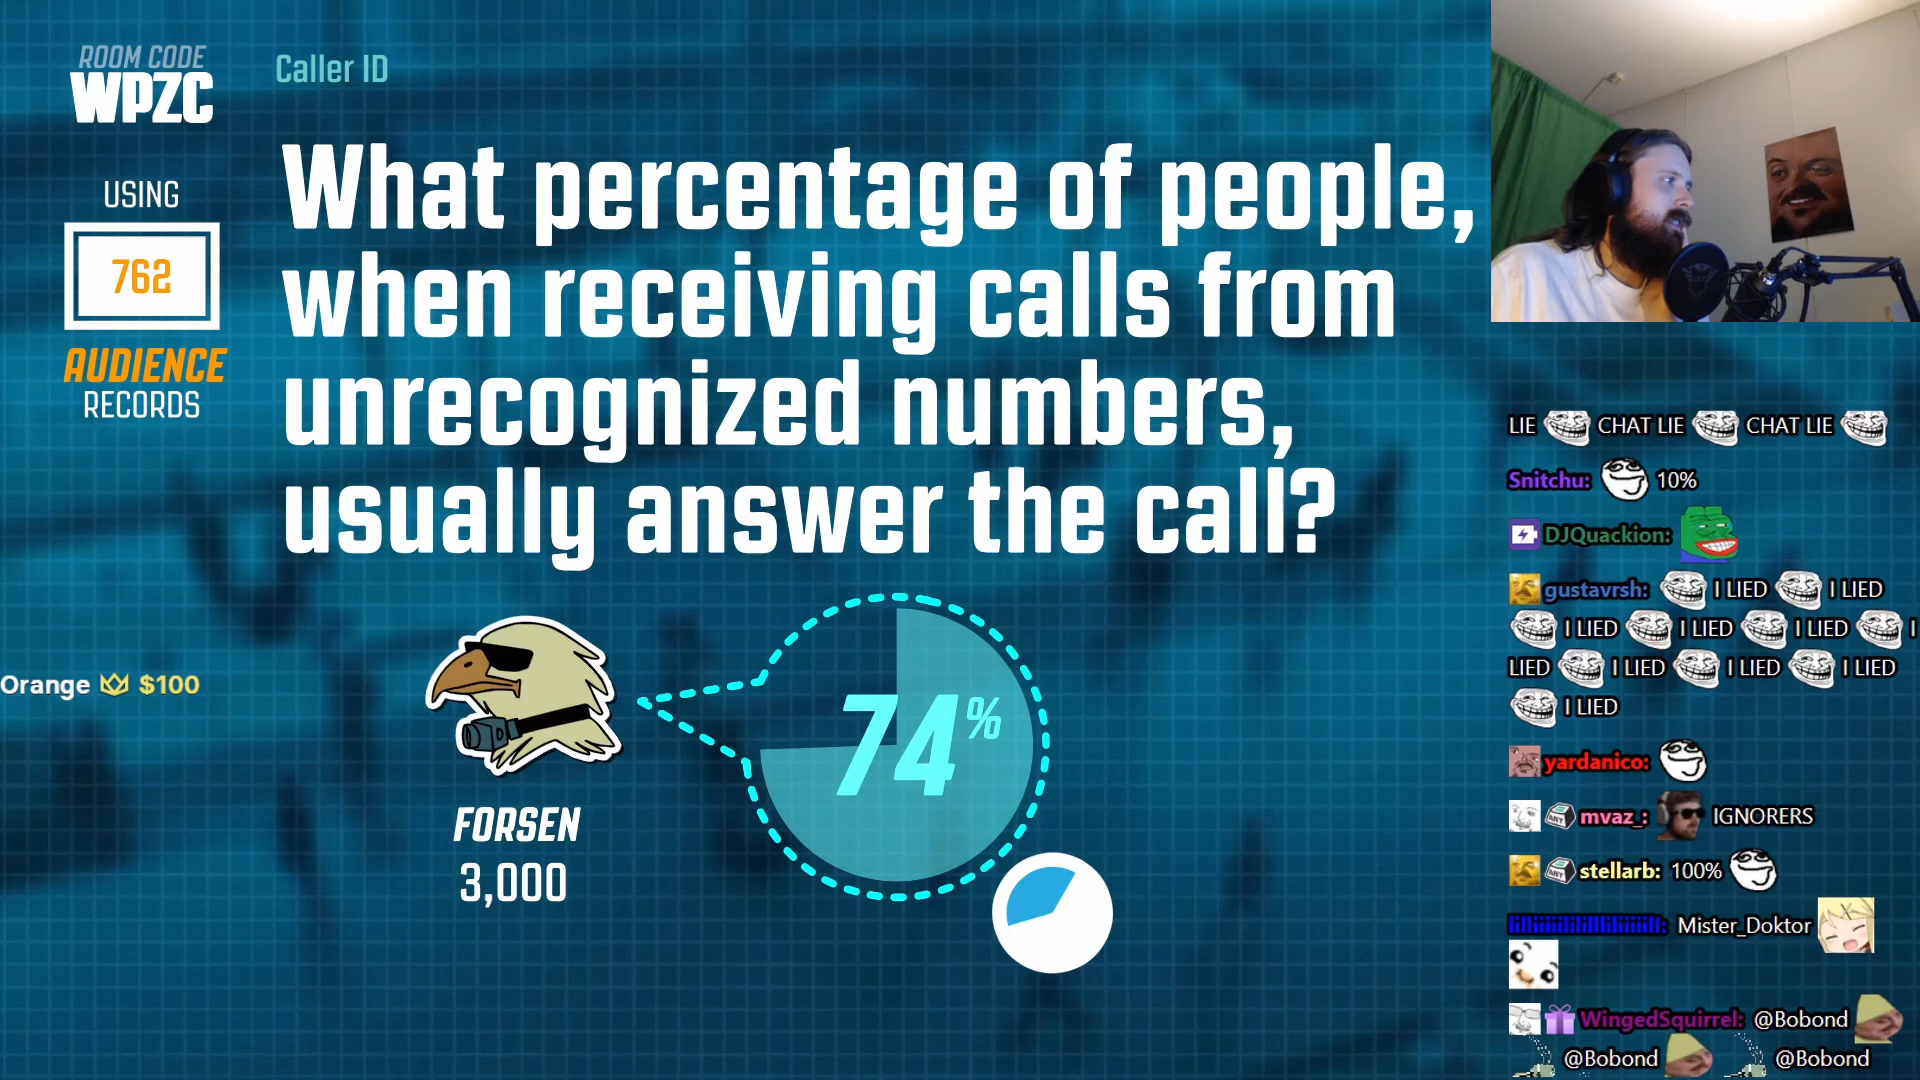 ROOM CODE
WPZC
USING
762
AUDIENCE
RECORDS
Caller ID
What percentage of people,
when receiving calls from
unrecognized numbers,
usually answer the call?
Orange $100
FORSEN
3,000
74%
LIE CHAT LIE CHAT LIE
Snitchu: 10%
DJQuackion:
gustavrsh: I LIED I LIED
I LIED I LIED I LIED I
LIED I LIED I LIED I LIED
I LIED
yardanico:
mvaz_: IGNORERS
stellarb: 100%
Mister_Doktor
WingedSquirrel: @Bobond
@Bobond @Bobond